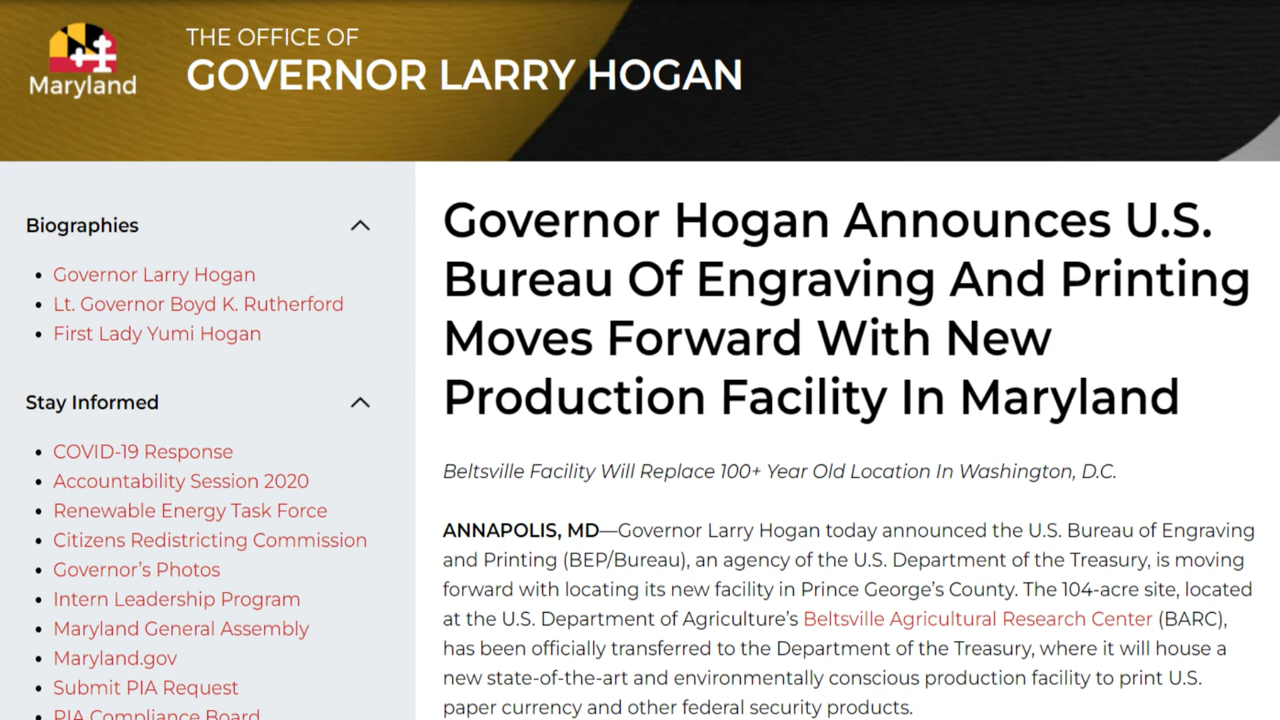 Maryland
THE OFFICE OF
GOVERNOR LARRY HOGAN
Biographies
Governor Larry Hogan
Lt. Governor Boyd K. Rutherford
First Lady Yumi Hogan
Stay Informed
COVID-19 Response
Accountability Session 2020
Renewable Energy Task Force
Citizens Redistricting Commission
Governor's Photos
Intern Leadership Program
Maryland General Assembly
Maryland.gov
Submit PIA Request
PIA Compliance Board
Governor Hogan Announces U.S.
Bureau Of Engraving And Printing
Moves Forward With New
Production Facility In Maryland
Beltsville Facility Will Replace 100+ Year Old Location In Washington, D.C.
ANNAPOLIS, MD—Governor Larry Hogan today announced the U.S. Bureau of Engraving
and Printing (BEP/Bureau), an agency of the U.S. Department of the Treasury, is moving
forward with locating its new facility in Prince George's County. The 104-acre site, located
at the U.S. Department of Agriculture's Beltsville Agricultural Research Center (BARC),
has been officially transferred to the Department of the Treasury, where it will house a
new state-of-the-art and environmentally conscious production facility to print U.S.
paper currency and other federal security products.